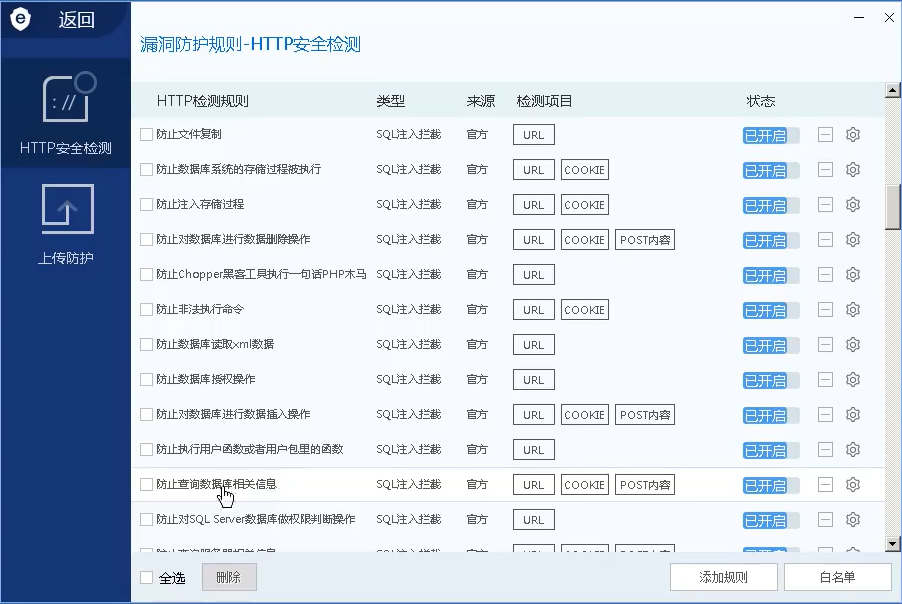 返回
漏洞防护规则-HTTP安全检测
HTTP安全检测
上传防护
HTTP检测规则 类型 来源 检测项目 状态
防止文件复制 SQL注入拦截 官方 URL 已开启
防止数据库系统的存储过程被执行 SQL注入拦截 官方 URL COOKIE 已开启
防止注入存储过程 SQL注入拦截 官方 URL COOKIE 已开启
防止对数据库进行数据删除操作 SQL注入拦截 官方 URL COOKIE POST内容 已开启
防止Chopper黑客工具执行一句话PHP木马 SQL注入拦截 官方 URL 已开启
防止非法执行命令 SQL注入拦截 官方 URL COOKIE 已开启
防止数据库读取xml数据 SQL注入拦截 官方 URL 已开启
防止数据库授权操作 SQL注入拦截 官方 URL 已开启
防止对数据库进行数据插入操作 SQL注入拦截 官方 URL COOKIE POST内容 已开启
防止执行用户函数或者用户包里的函数 SQL注入拦截 官方 URL 已开启
防止查询数据库相关信息 SQL注入拦截 官方 URL COOKIE POST内容 已开启
防止对SQL Server数据库做权限判断操作 SQL注入拦截 官方 URL 已开启
防止查询服务器相关信息 SQL注入拦截 官方 URL COOKIE POST内容 已开启
全选 删除 添加规则 白名单